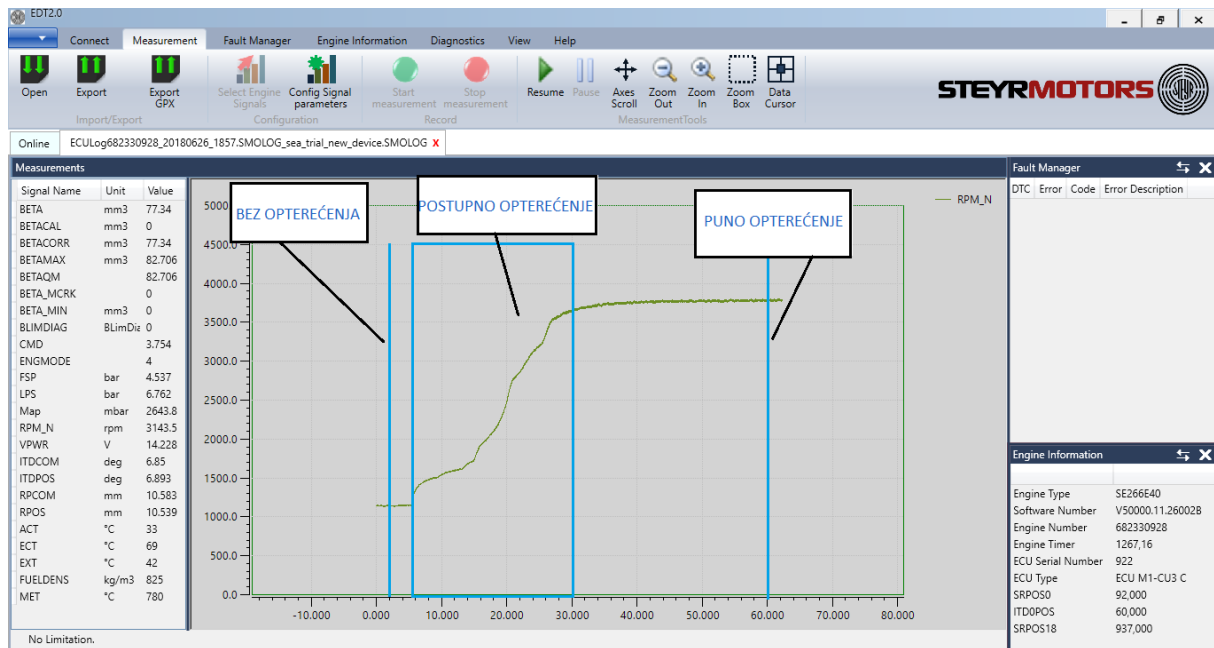 EDT2.0
Connect Measurement Fault Manager Engine Information Diagnostics View Help
Open Export Export GPX Select Engine Signals Config Signal parameters Start measurement Stop measurement Resume Pause Axes Scroll Zoom Out Zoom In Zoom Box Data Cursor
Import/Export Configuration Record MeasurementTools
STEYRMOTORS
Online ECULog682330928_20180626_1857.SMOLOG_sea_trial_new_device.SMOLOG X
Measurements
Signal Name Unit Value
BETA mm3 77.34
BETACAL mm3 0
BETACORR mm3 77.34
BETAMAX mm3 82.706
BETAQM 82.706
BETA_MCRK 0
BETA_MIN mm3 0
BLIMDIAG BLimDia 0
CMD 3.754
ENGMODE 4
FSP bar 4.537
LPS bar 6.762
Map mbar 2643.8
RPM_N rpm 3143.5
VPWR V 14.228
ITDCOM deg 6.85
ITDPOS deg 6.893
RPCOM mm 10.583
RPOS mm 10.539
ACT °C 33
ECT °C 69
EXT °C 42
FUELDENS kg/m3 825
MET °C 780
No Limitation.
BEZ OPTEREĆENJA
POSTUPNO OPTEREĆENJE
PUNO OPTEREĆENJE
RPM_N
5000
4500.0
4000.0
3500.0
3000.0
2500.0
2000.0
1500.0
1000.0
500.0
0.0
-10.000 0.000 10.000 20.000 30.000 40.000 50.000 60.000 70.000 80.000
Fault Manager
DTC Error Code Error Description
Engine Information
Engine Type SE266E40
Software Number V50000.11.26002B
Engine Number 682330928
Engine Timer 1267,16
ECU Serial Number 922
ECU Type ECU M1-CU3 C
SRPOS0 92,000
ITD0POS 60,000
SRPOS18 937,000